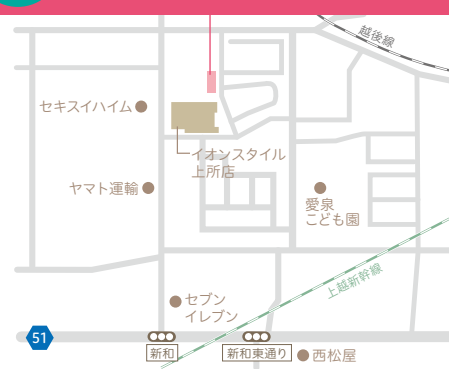 越後線
セキスイハイム
イオンスタイル
上所店
ヤマト運輸
愛泉
こども園
上越新幹線
セブン
イレブン
51
新和
新和東通り
西松屋